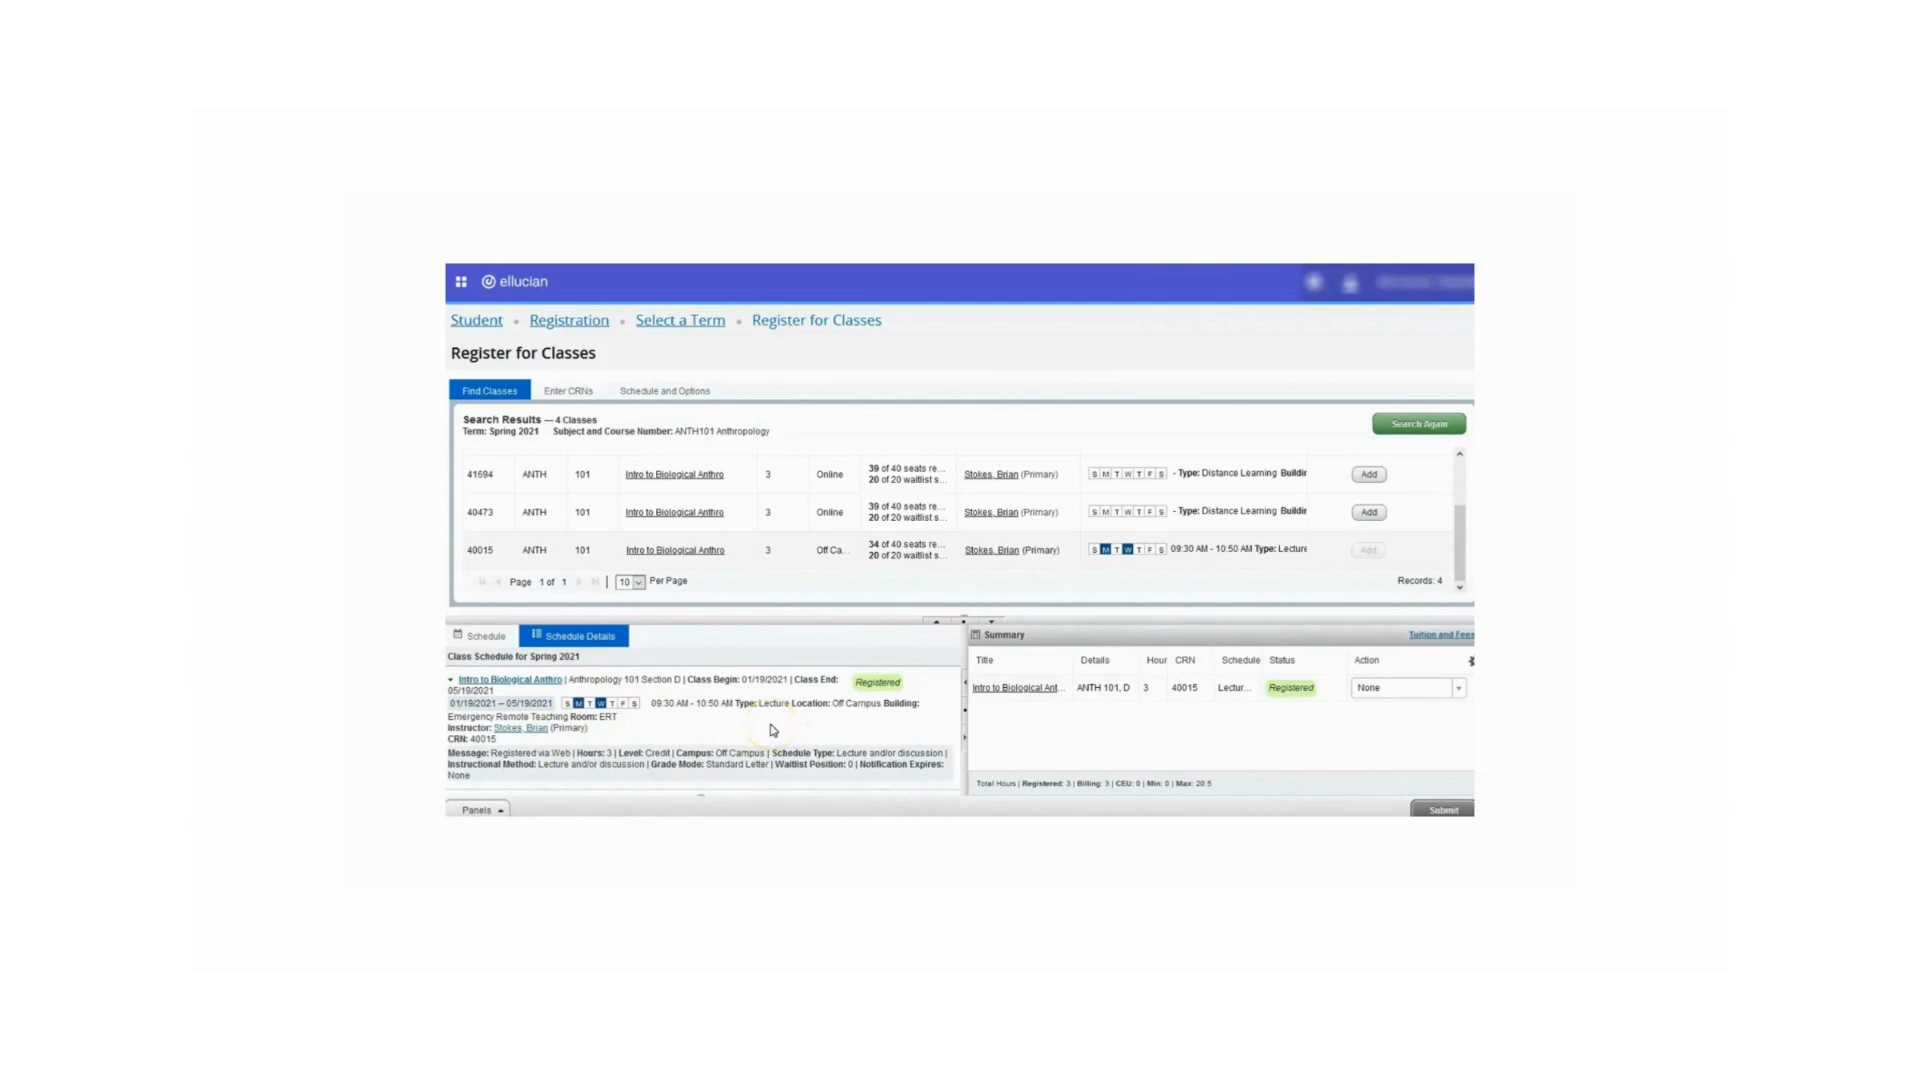 ellucian
Student • Registration • Select a Term • Register for Classes
Register for Classes
Find Classes Enter CRNs Schedule and Options
Search Results — 4 Classes
Term: Spring 2021 Subject and Course Number: ANTH101 Anthropology
Search Again
41694 ANTH 101 Intro to Biological Anthro 3 Online 39 of 40 seats re... 20 of 20 waitlist s... Stokes, Brian (Primary) S M T W T F S - Type: Distance Learning Buildin Add
40473 ANTH 101 Intro to Biological Anthro 3 Online 39 of 40 seats re... 20 of 20 waitlist s... Stokes, Brian (Primary) S M T W T F S - Type: Distance Learning Buildin Add
40015 ANTH 101 Intro to Biological Anthro 3 Off Ca... 34 of 40 seats re... 20 of 20 waitlist s... Stokes, Brian (Primary) S M T W T F S 09:30 AM - 10:50 AM Type: Lecture Add
Page 1 of 1 | 10 Per Page Records: 4
Schedule Schedule Details
Class Schedule for Spring 2021
Intro to Biological Anthro | Anthropology 101 Section D | Class Begin: 01/19/2021 | Class End: Registered
05/19/2021
01/19/2021 -- 05/19/2021 S M T W T F S 09:30 AM - 10:50 AM Type: Lecture Location: Off Campus Building:
Emergency Remote Teaching Room: ERT
Instructor: Stokes, Brian (Primary)
CRN: 40015
Message: Registered via Web | Hours: 3 | Level: Credit | Campus: Off Campus | Schedule Type: Lecture and/or discussion |
Instructional Method: Lecture and/or discussion | Grade Mode: Standard Letter | Waitlist Position: 0 | Notification Expires:
None
Summary Tuition and Fees
Title Details Hour CRN Schedule Status Action
Intro to Biological Ant... ANTH 101, D 3 40015 Lectur... Registered None
Total Hours | Registered: 3 | Billing: 3 | CEU: 0 | Min: 0 | Max: 20.5
Panels Submit